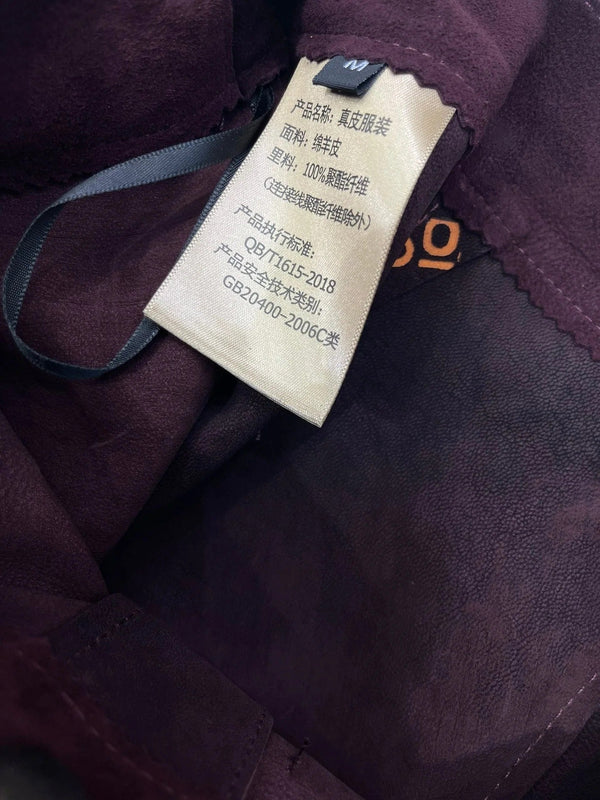 M
产品名称：真皮服装
面料：绵羊皮
里料：100%聚酯纤维
（连接线聚酯纤维除外）
产品执行标准：
QB/T1615-2018
产品安全技术类别：
GB20400-2006C类